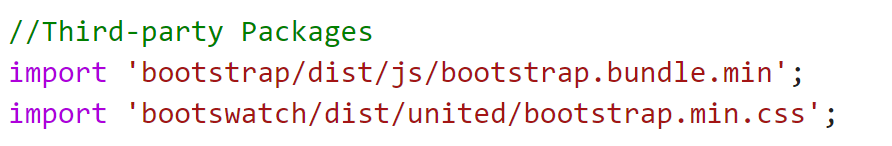 //Third-party Packages
import 'bootstrap/dist/js/bootstrap.bundle.min';
import 'bootswatch/dist/united/bootstrap.min.css';